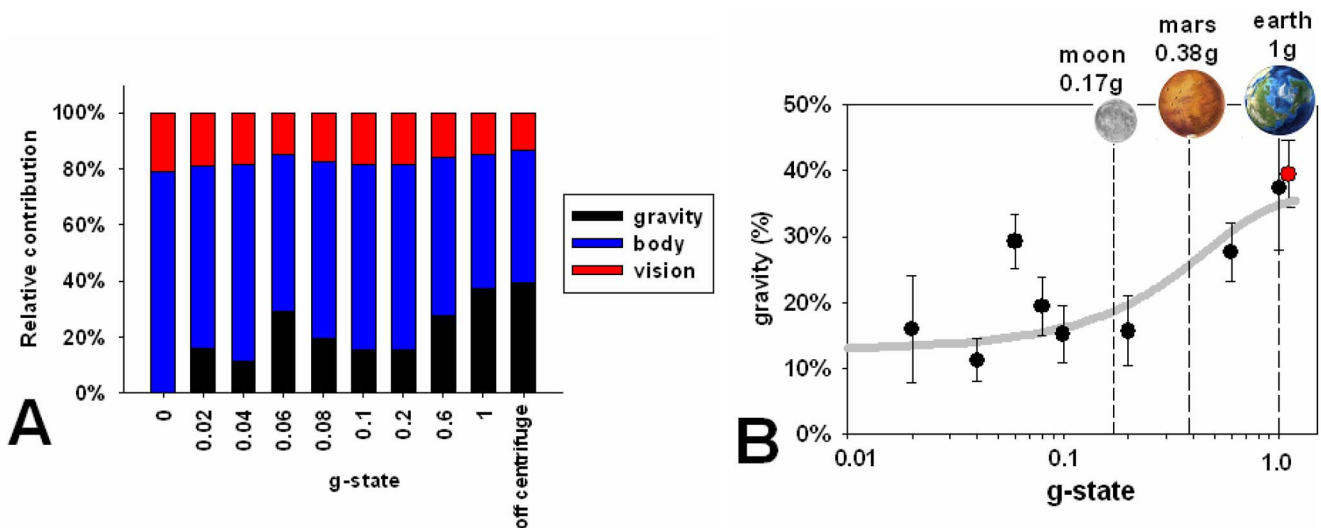 Relative contribution
100%
80%
60%
40%
20%
0%
0
0.02
0.04
0.06
0.08
0.1
0.2
0.6
1
off centrifuge
g-state
gravity
body
vision
A
moon
0.17g
mars
0.38g
earth
1g
gravity (%)
50%
40%
30%
20%
10%
0%
0.01
0.1
1.0
g-state
B